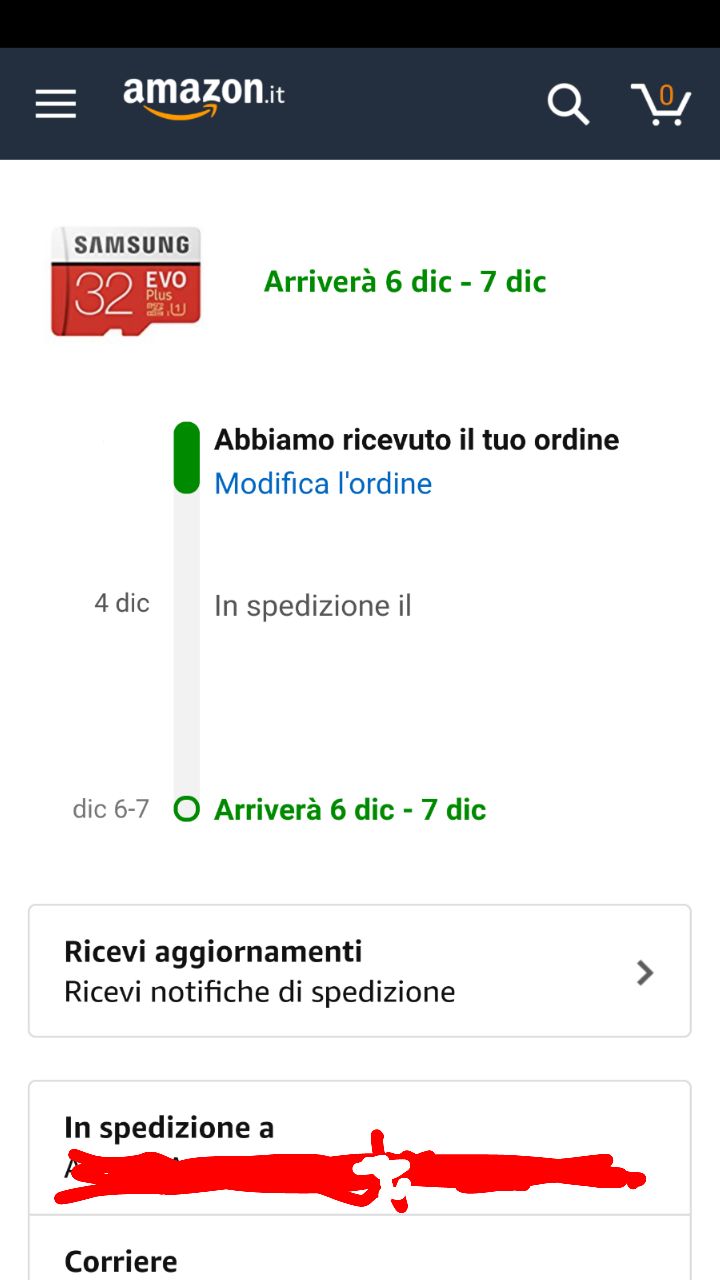 amazon.it
0
SAMSUNG
32 EVO
Plus
Arriverà 6 dic - 7 dic
Abbiamo ricevuto il tuo ordine
Modifica l'ordine
4 dic
In spedizione il
dic 6-7
Arriverà 6 dic - 7 dic
Ricevi aggiornamenti
Ricevi notifiche di spedizione
In spedizione a
Corriere